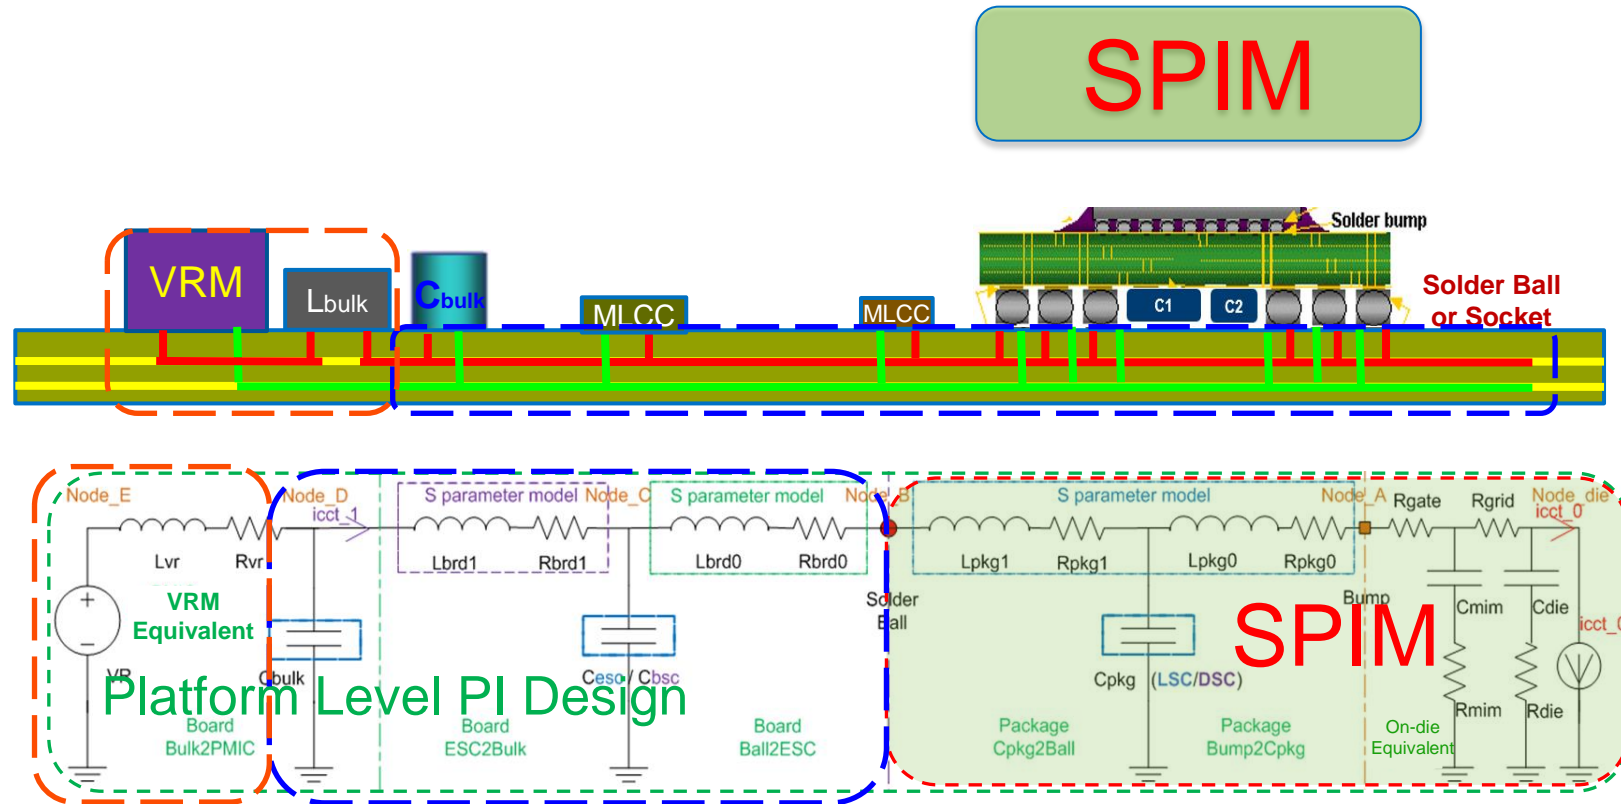 SPIM
Solder bump
VRM
Lbulk
Cbulk
MLCC
MLCC
C1
C2
Solder Ball
or Socket
Node_E
Node_D
S parameter model
Node_C
S parameter model
Node_B
S parameter model
Node_A
Rgate
Rgrid
Node_die
icct_1
icct_0
Lvr
Rvr
Lbrd1
Rbrd1
Lbrd0
Rbrd0
Lpkg1
Rpkg1
Lpkg0
Rpkg0
VRM
Equivalent
Solder
Ball
Bump
Cmim
Cdie
icct_0
SPIM
VR
Cbulk
Cesc / Cbsc
Cpkg (LSC/DSC)
Platform Level PI Design
Rmim
Rdie
Board
Bulk2PMIC
Board
ESC2Bulk
Board
Ball2ESC
Package
Cpkg2Ball
Package
Bump2Cpkg
On-die
Equivalent